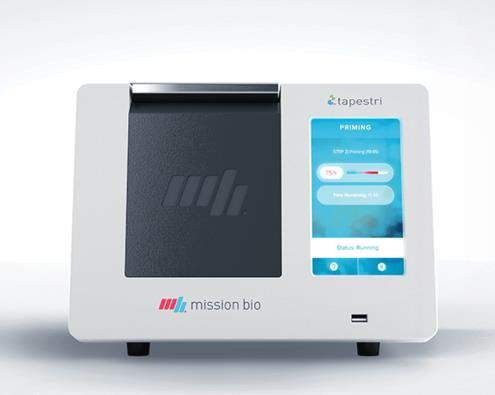 tapestri
PRIMING
75%
Status: Running
mission bio